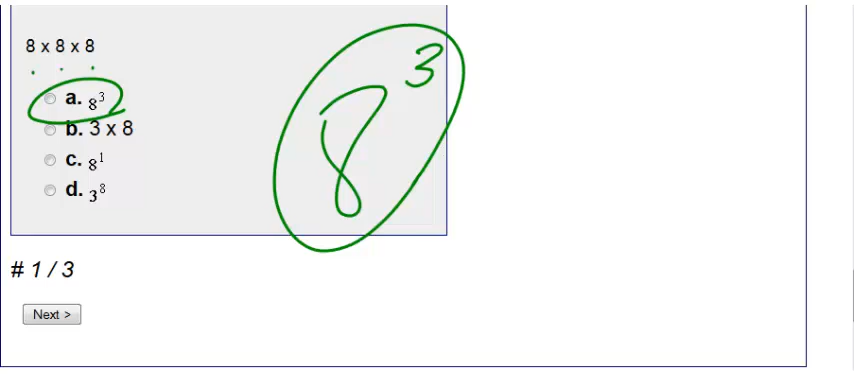 8 x 8 x 8
a. 8³
b. 3 x 8
c. 8¹
d. 3⁸
8³
# 1 / 3
Next >